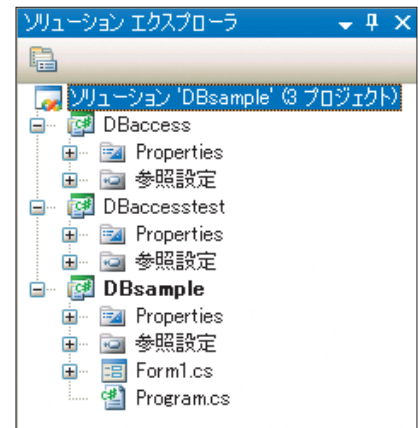 ソリューション エクスプローラ
ソリューション 'DBsample' (3 プロジェクト)
DBaccess
Properties
参照設定
DBaccesstest
Properties
参照設定
DBsample
Properties
参照設定
Form1.cs
Program.cs